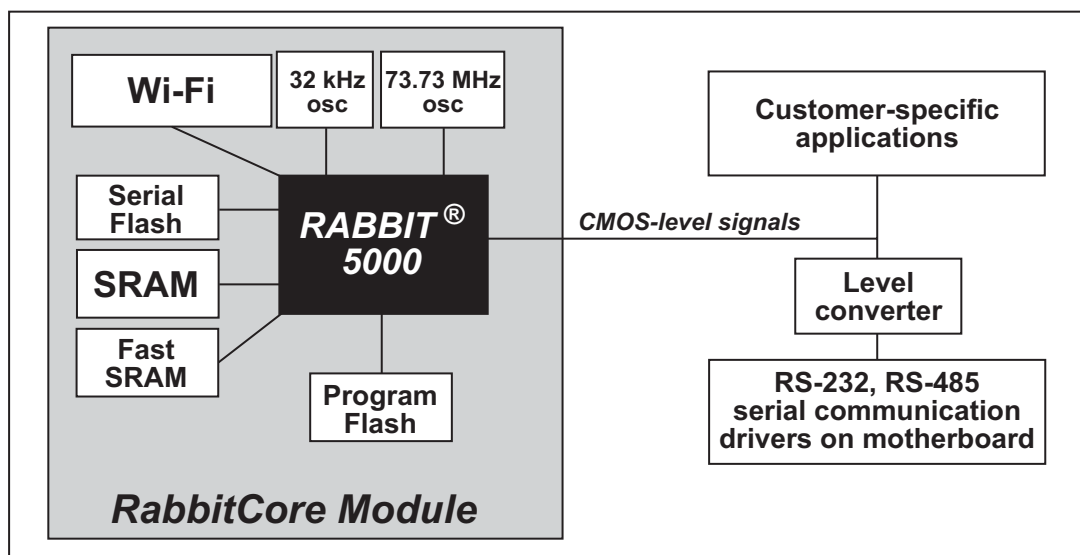 Wi-Fi
32 kHz
osc
73.73 MHz
osc
Serial
Flash
SRAM
Fast
SRAM
RABBIT ®
5000
Program
Flash
RabbitCore Module
CMOS-level signals
Customer-specific
applications
Level
converter
RS-232, RS-485
serial communication
drivers on motherboard